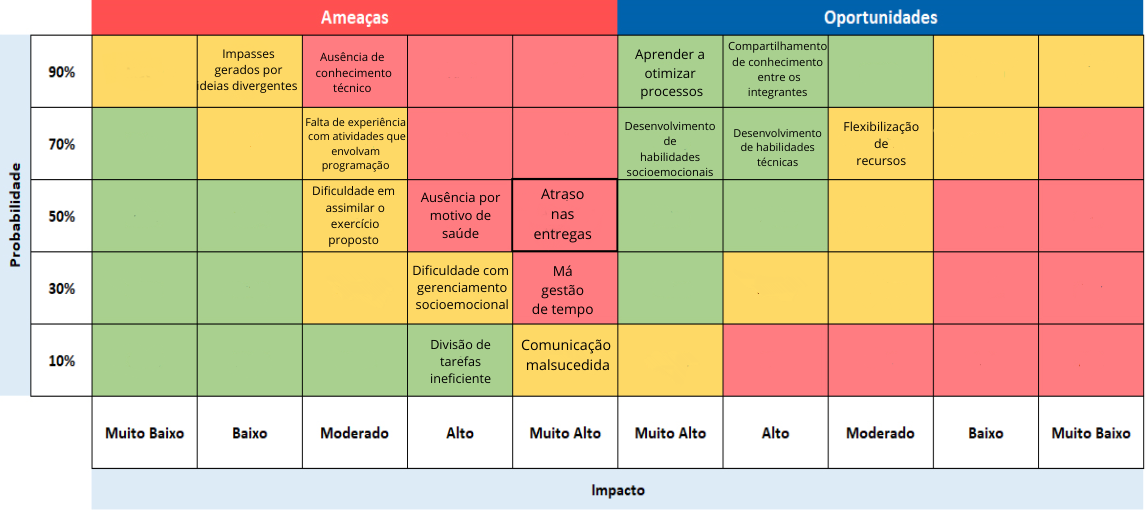 Ameaças
Oportunidades
Probabilidade
90%
Impasses
gerados por
ideias divergentes
Ausência de
conhecimento
técnico
Aprender a
otimizar
processos
Compartilhamento
de conhecimento
entre os
integrantes
70%
Falta de experiência
com atividades que
envolvam
programação
Desenvolvimento
de
habilidades
socioemocionais
Desenvolvimento
de habilidades
técnicas
Flexibilização
de
recursos
50%
Dificuldade em
assimilar o
exercício
proposto
Ausência por
motivo de
saúde
Atraso
nas
entregas
30%
Dificuldade com
gerenciamento
socioemocional
Má
gestão
de tempo
10%
Divisão de
tarefas
ineficiente
Comunicação
malsucedida
Muito Baixo
Baixo
Moderado
Alto
Muito Alto
Muito Alto
Alto
Moderado
Baixo
Muito Baixo
Impacto